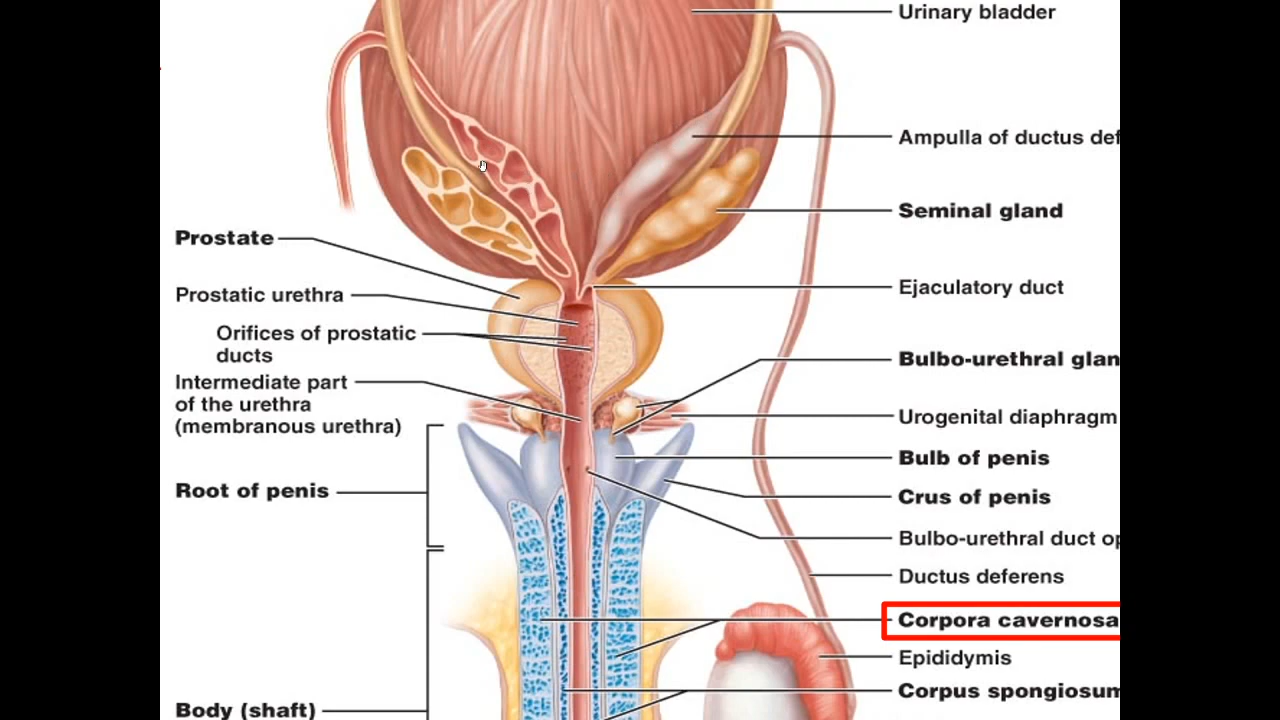 Urinary bladder
Ampulla of ductus def
Seminal gland
Prostate
Prostatic urethra
Ejaculatory duct
Orifices of prostatic
ducts
Bulbo-urethral glan
Intermediate part
of the urethra
(membranous urethra)
Urogenital diaphragm
Bulb of penis
Root of penis
Crus of penis
Bulbo-urethral duct op
Ductus deferens
Corpora cavernosa
Epididymis
Corpus spongiosum
Body (shaft)